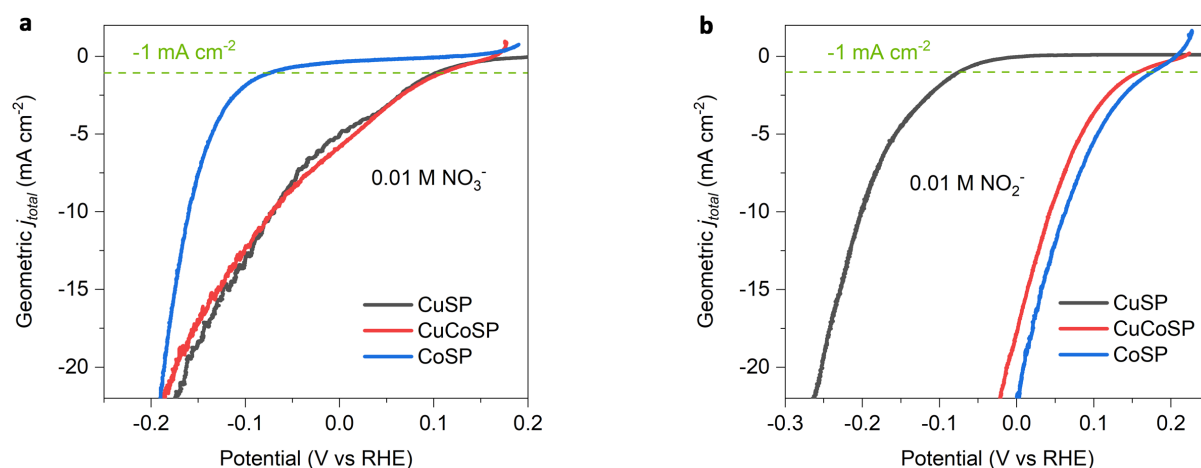 a
-1 mA cm⁻²
0
-5
-10
-15
-20
Geometric j_total (mA cm⁻²)
0.01 M NO₃⁻
CuSP
CuCoSP
CoSP
-0.2 -0.1 0.0 0.1 0.2
Potential (V vs RHE)
b
-1 mA cm⁻²
0
-5
-10
-15
-20
Geometric j_total (mA cm⁻²)
0.01 M NO₂⁻
CuSP
CuCoSP
CoSP
-0.3 -0.2 -0.1 0.0 0.1 0.2
Potential (V vs RHE)